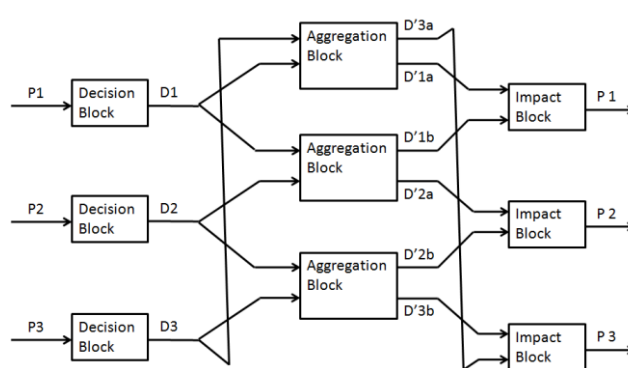 D'3a
Aggregation
Block
D'1a
P1
Decision
Block
D1
Impact
Block
P 1
D'1b
Aggregation
Block
D'2a
P2
Decision
Block
D2
Impact
Block
P 2
D'2b
Aggregation
Block
D'3b
P3
Decision
Block
D3
Impact
Block
P 3